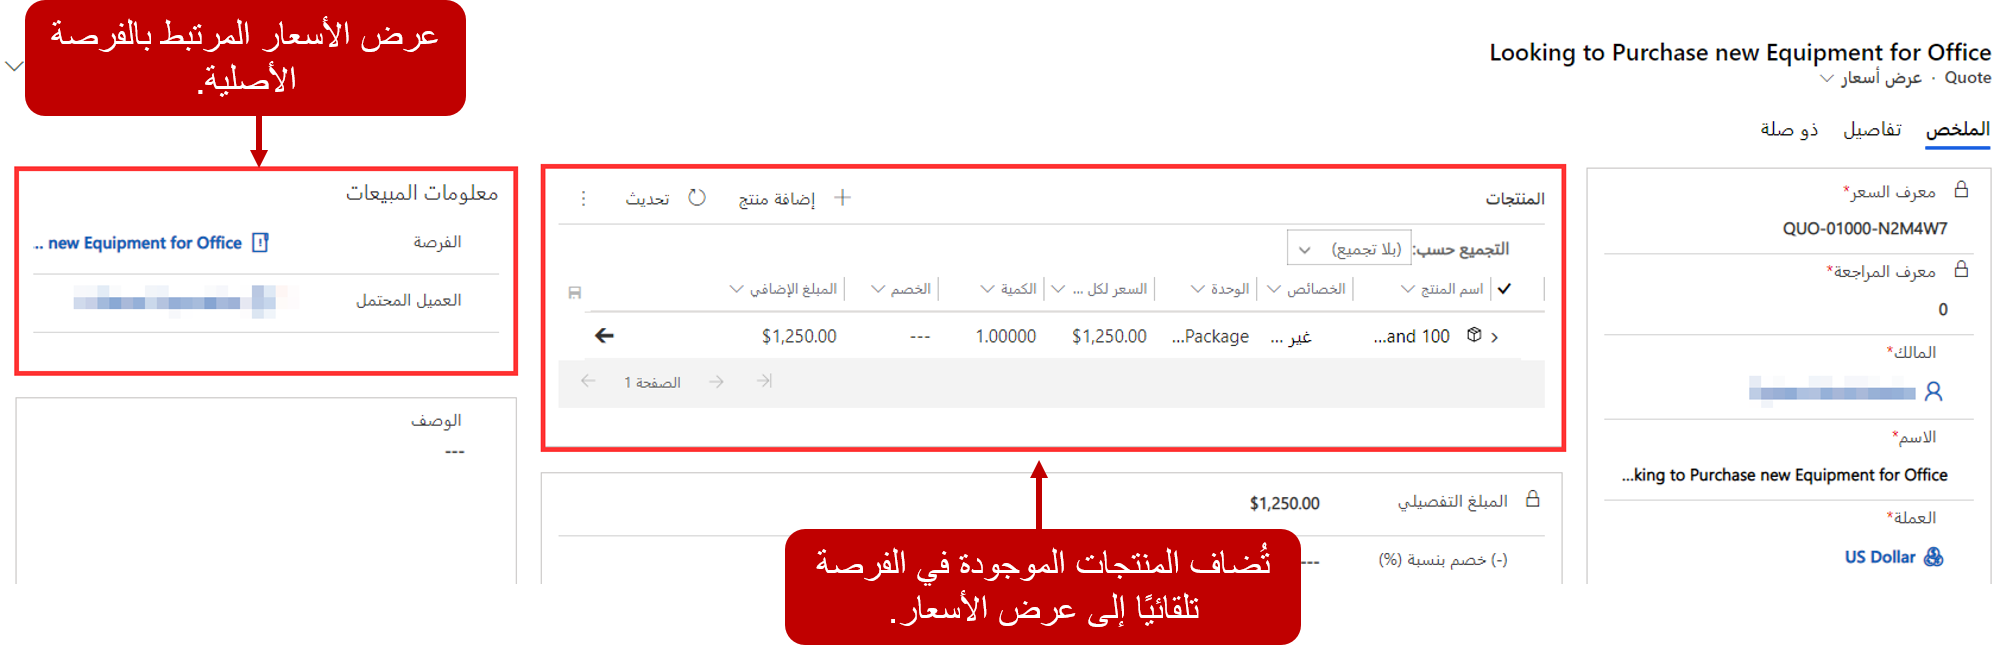 عرض الأسعار المرتبط بالفرصة
الأصلية.
Looking to Purchase new Equipment for Office
عرض أسعار · Quote
الملخص
تفاصيل
ذو صلة
معرف السعر*
QUO-01000-N2M4W7
معرف المراجعة*
0
المالك*
الاسم*
...king to Purchase new Equipment for Office
العملة*
US Dollar
المنتجات
إضافة منتج
تحديث
التجميع حسب: (بلا تجميع)
اسم المنتج
الخصائص
الوحدة
السعر لكل ...
الكمية
الخصم
المبلغ الإضافي
...and 100
غير ...
...Package
$1,250.00
1.00000
---
$1,250.00
الصفحة 1
المبلغ التفصيلي
$1,250.00
(-) خصم بنسبة (%)
---
تُضاف المنتجات الموجودة في الفرصة
تلقائيًا إلى عرض الأسعار.
معلومات المبيعات
الفرصة
... new Equipment for Office
العميل المحتمل
الوصف
---